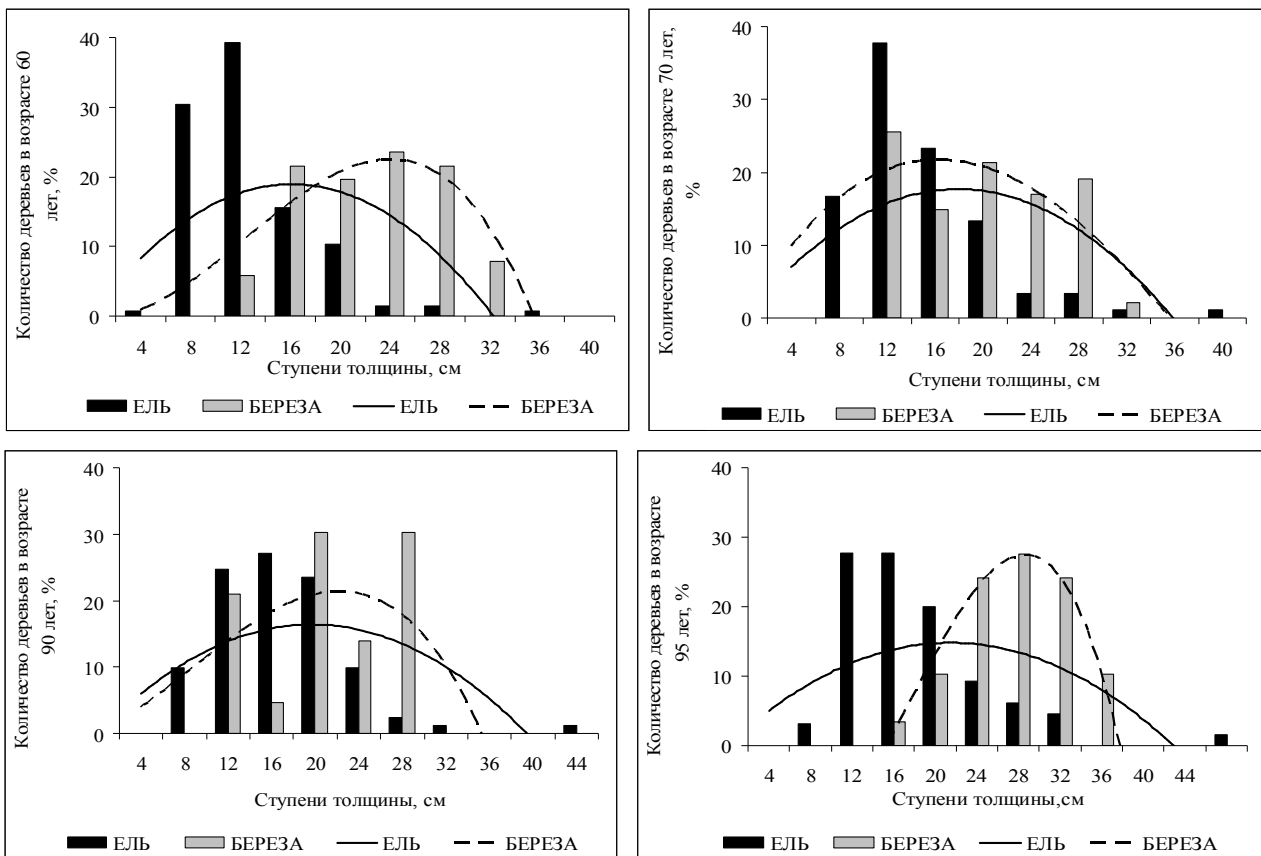 Количество деревьев в возрасте 60
лет, %
40
30
20
10
0
4 8 12 16 20 24 28 32 36 40
Ступени толщины, см
ЕЛЬ БЕРЕЗА ЕЛЬ БЕРЕЗА
Количество деревьев в возрасте 70 лет,
%
40
30
20
10
0
4 8 12 16 20 24 28 32 40
Ступени толщины, см
ЕЛЬ БЕРЕЗА ЕЛЬ БЕРЕЗА
Количество деревьев в возрасте
90 лет, %
40
30
20
10
0
4 8 12 16 20 24 28 32 36 40 44
Ступени толщины, см
ЕЛЬ БЕРЕЗА ЕЛЬ БЕРЕЗА
Количество деревьев в возрасте
95 лет, %
40
30
20
10
0
4 8 12 16 20 24 28 32 36 44
Ступени толщины,см
ЕЛЬ БЕРЕЗА ЕЛЬ БЕРЕЗА